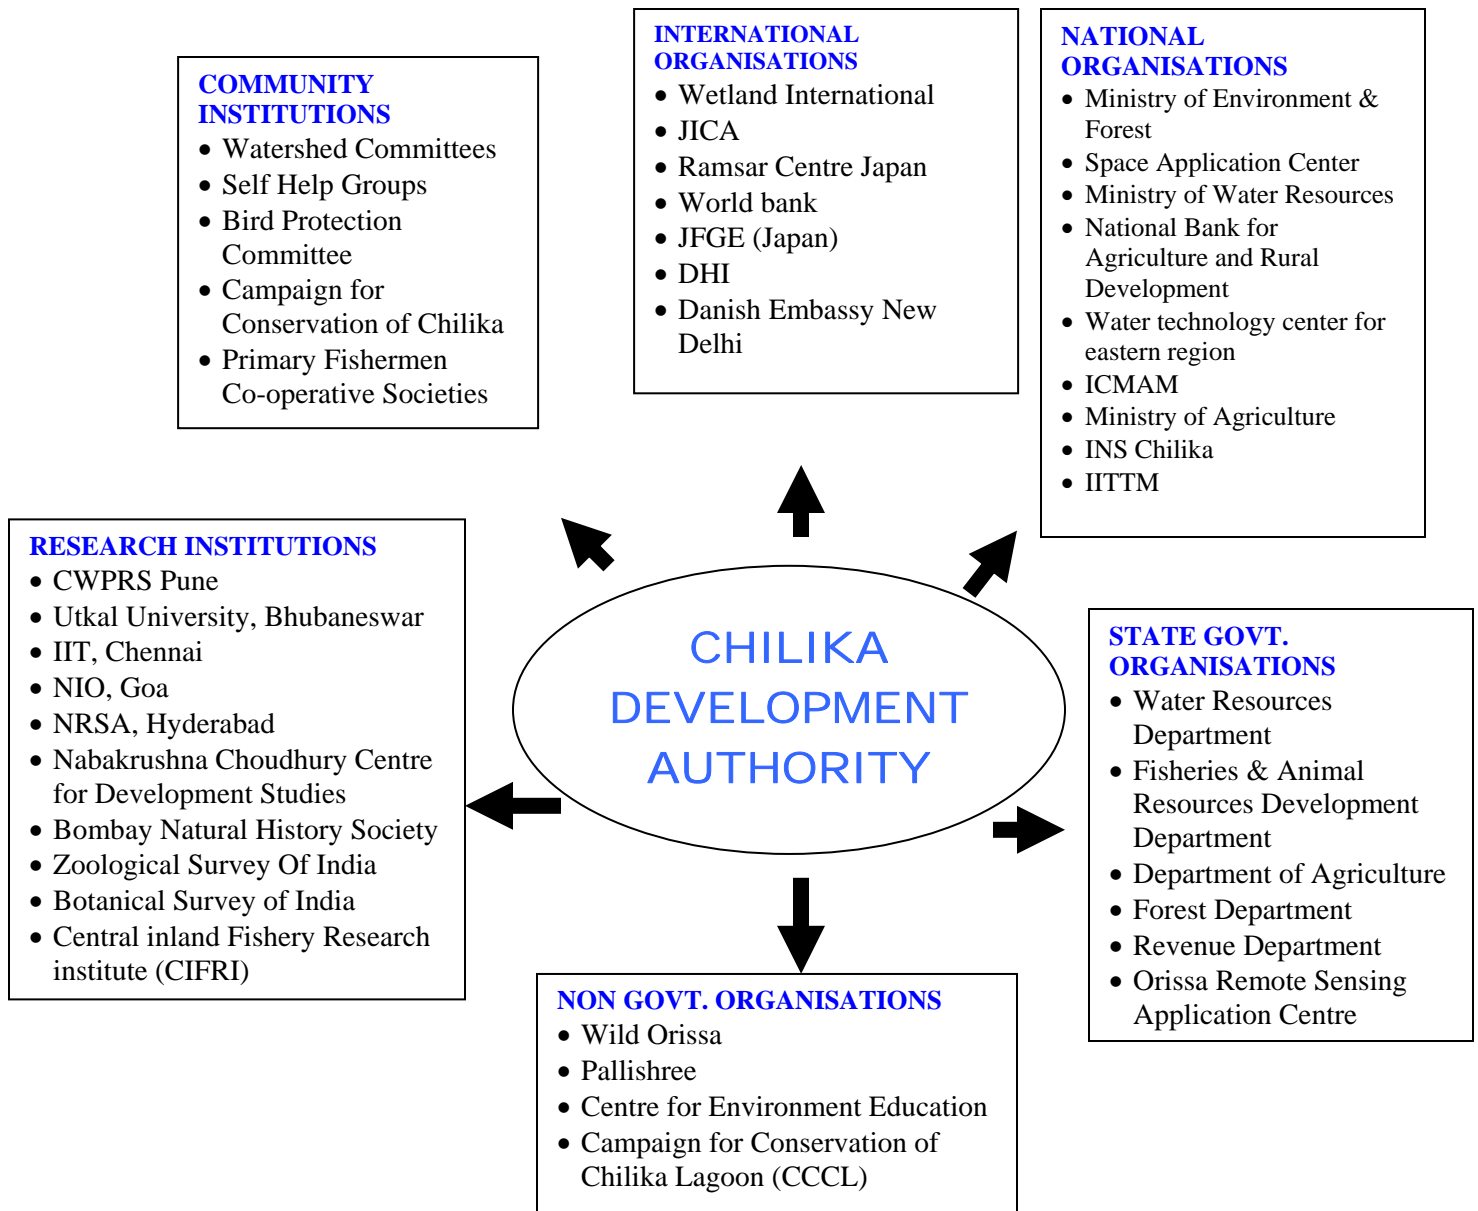 COMMUNITY
INSTITUTIONS
• Watershed Committees
• Self Help Groups
• Bird Protection
Committee
• Campaign for
Conservation of Chilika
• Primary Fishermen
Co-operative Societies
INTERNATIONAL
ORGANISATIONS
• Wetland International
• JICA
• Ramsar Centre Japan
• World bank
• JFGE (Japan)
• DHI
• Danish Embassy New
Delhi
NATIONAL
ORGANISATIONS
• Ministry of Environment &
Forest
• Space Application Center
• Ministry of Water Resources
• National Bank for
Agriculture and Rural
Development
• Water technology center for
eastern region
• ICMAM
• Ministry of Agriculture
• INS Chilika
• IITTM
RESEARCH INSTITUTIONS
• CWPRS Pune
• Utkal University, Bhubaneswar
• IIT, Chennai
• NIO, Goa
• NRSA, Hyderabad
• Nabakrushna Choudhury Centre
for Development Studies
• Bombay Natural History Society
• Zoological Survey Of India
• Botanical Survey of India
• Central inland Fishery Research
institute (CIFRI)
CHILIKA
DEVELOPMENT
AUTHORITY
STATE GOVT.
ORGANISATIONS
• Water Resources
Department
• Fisheries & Animal
Resources Development
Department
• Department of Agriculture
• Forest Department
• Revenue Department
• Orissa Remote Sensing
Application Centre
NON GOVT. ORGANISATIONS
• Wild Orissa
• Pallishree
• Centre for Environment Education
• Campaign for Conservation of
Chilika Lagoon (CCCL)